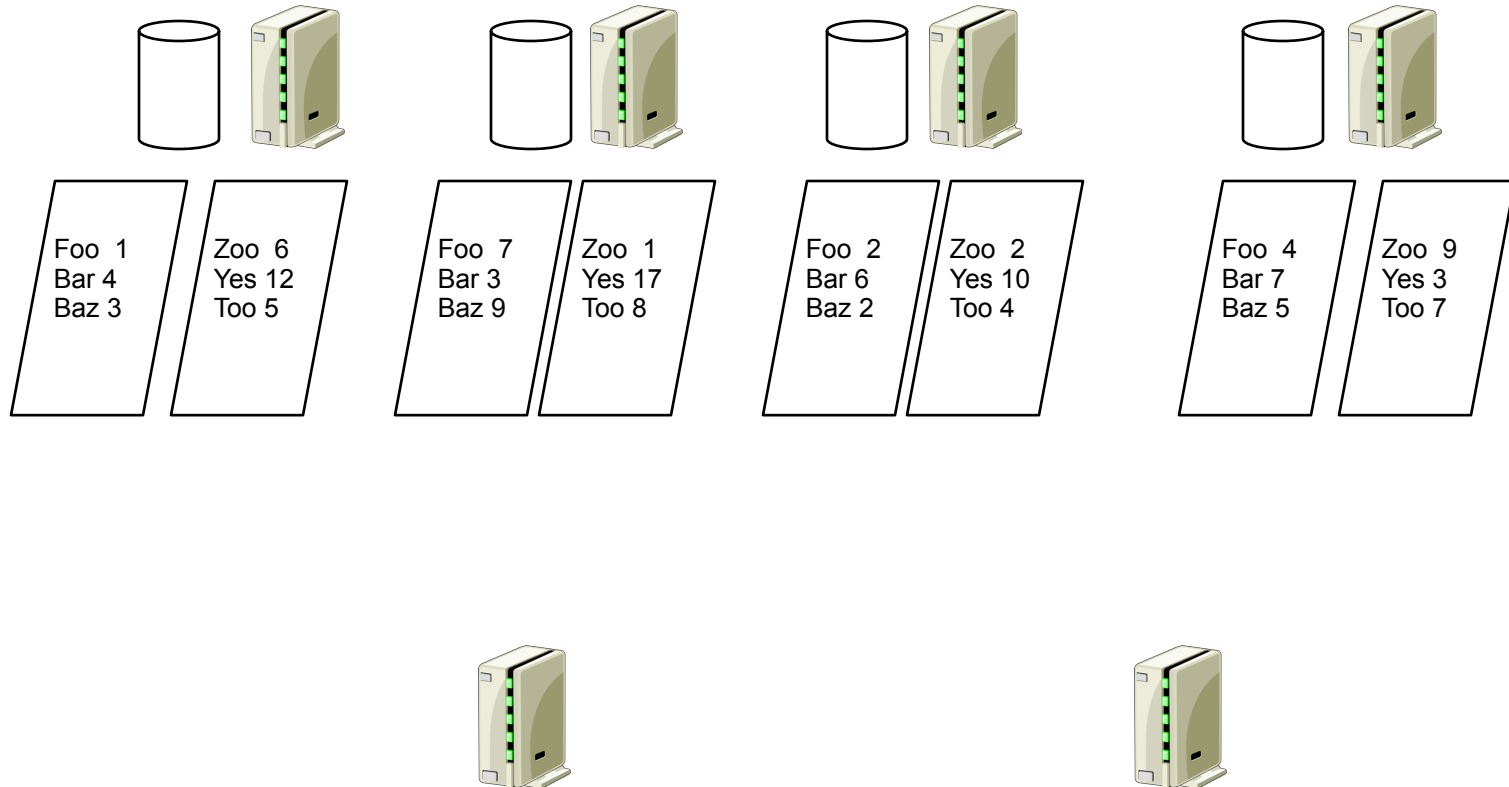 Foo 1
Bar 4
Baz 3
Zoo 6
Yes 12
Too 5
Foo 7
Bar 3
Baz 9
Zoo 1
Yes 17
Too 8
Foo 2
Bar 6
Baz 2
Zoo 2
Yes 10
Too 4
Foo 4
Bar 7
Baz 5
Zoo 9
Yes 3
Too 7